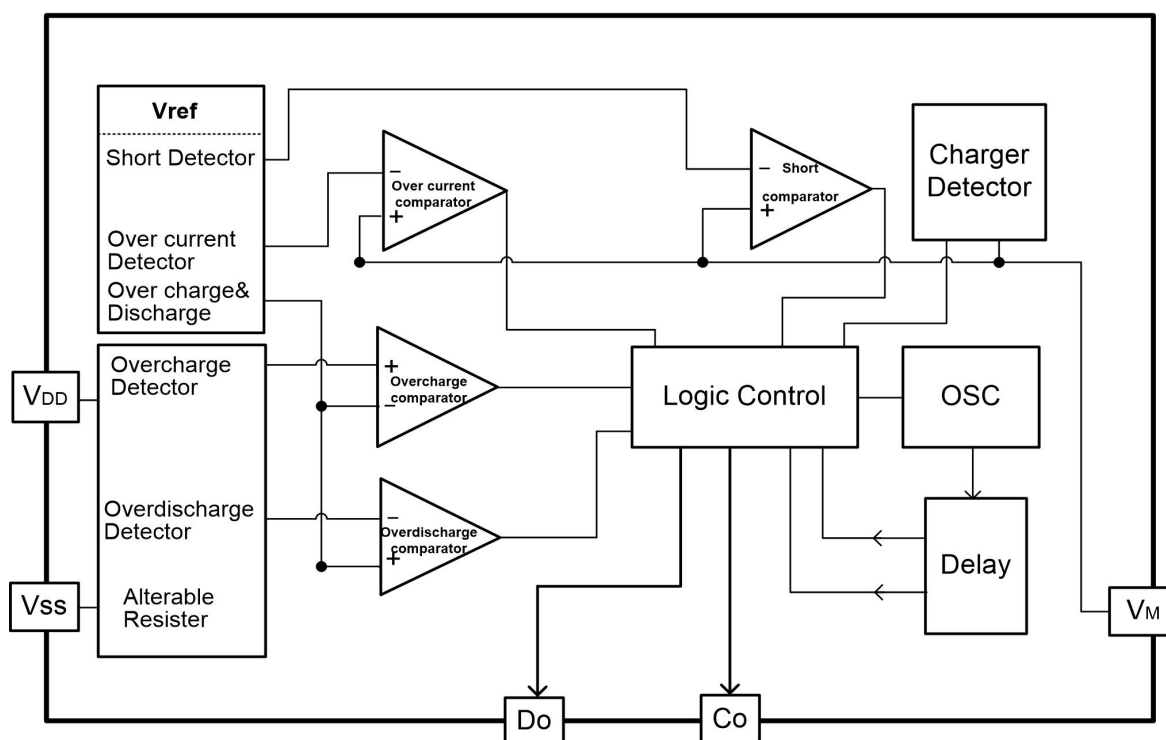 Vref
Short Detector
Over current
Detector
Over charge&
Discharge
Overcharge
Detector
Overdischarge
Detector
Alterable
Resister
VDD
Vss
−
Over current
comparator
+
− Short
comparator
+
Charger
Detector
+
Overcharge
comparator
−
−
Overdischarge
comparator
+
Logic Control
OSC
Delay
VM
Do
Co